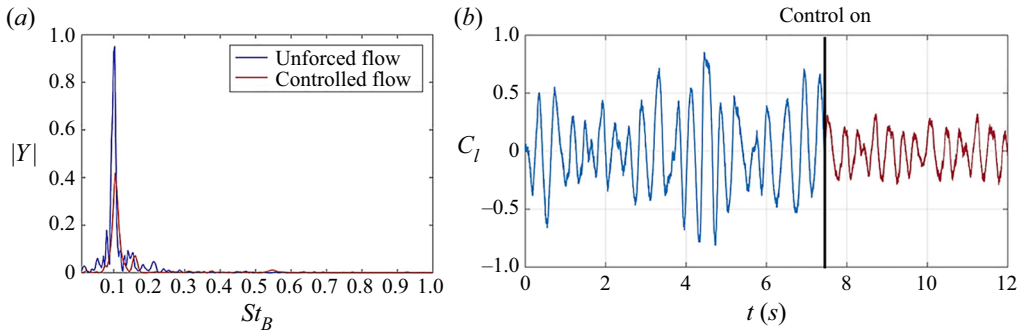 (a)
1.0
0.8
0.6
0.4
0.2
0
|Y|
Unforced flow
Controlled flow
0.1 0.2 0.3 0.4 0.5 0.6 0.7 0.8 0.9 1.0
St_B
(b)
Control on
1.0
0.5
0
−0.5
−1.0
C_l
0 2 4 6 8 10 12
t (s)